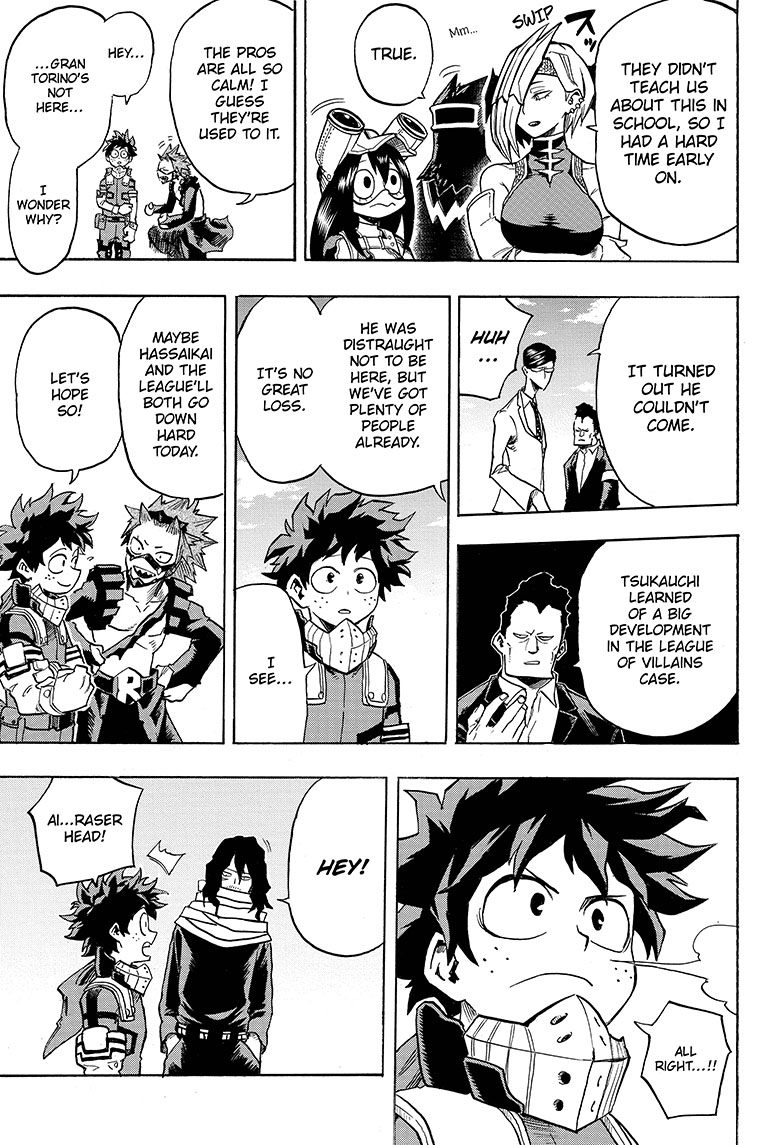 THEY DIDN'T
TEACH US
ABOUT THIS IN
SCHOOL, SO I
HAD A HARD
TIME EARLY
ON.
ス
SWIP
Mm...
TRUE.
THE PROS
ARE ALL SO
CALM! I
GUESS
THEY'RE
USED TO IT.
HEY...
...GRAN
TORINO'S
NOT
HERE...
I
WONDER
WHY?
IT TURNED
OUT HE
COULDN'T
COME.
HUH
...
TSUKAUCHI
LEARNED
OF A BIG
DEVELOPMENT
IN THE LEAGUE
OF VILLAINS
CASE.
HE WAS
DISTRAUGHT
NOT TO BE
HERE, BUT
WE'VE GOT
PLENTY OF
PEOPLE
ALREADY.
IT'S NO
GREAT
LOSS.
I
SEE...
MAYBE
HASSAIKAI
AND THE
LEAGUE'LL
BOTH GO
DOWN
HARD
TODAY.
LET'S
HOPE
SO!
R
ALL
RIGHT...!!
HEY!
AI...RASER
HEAD!